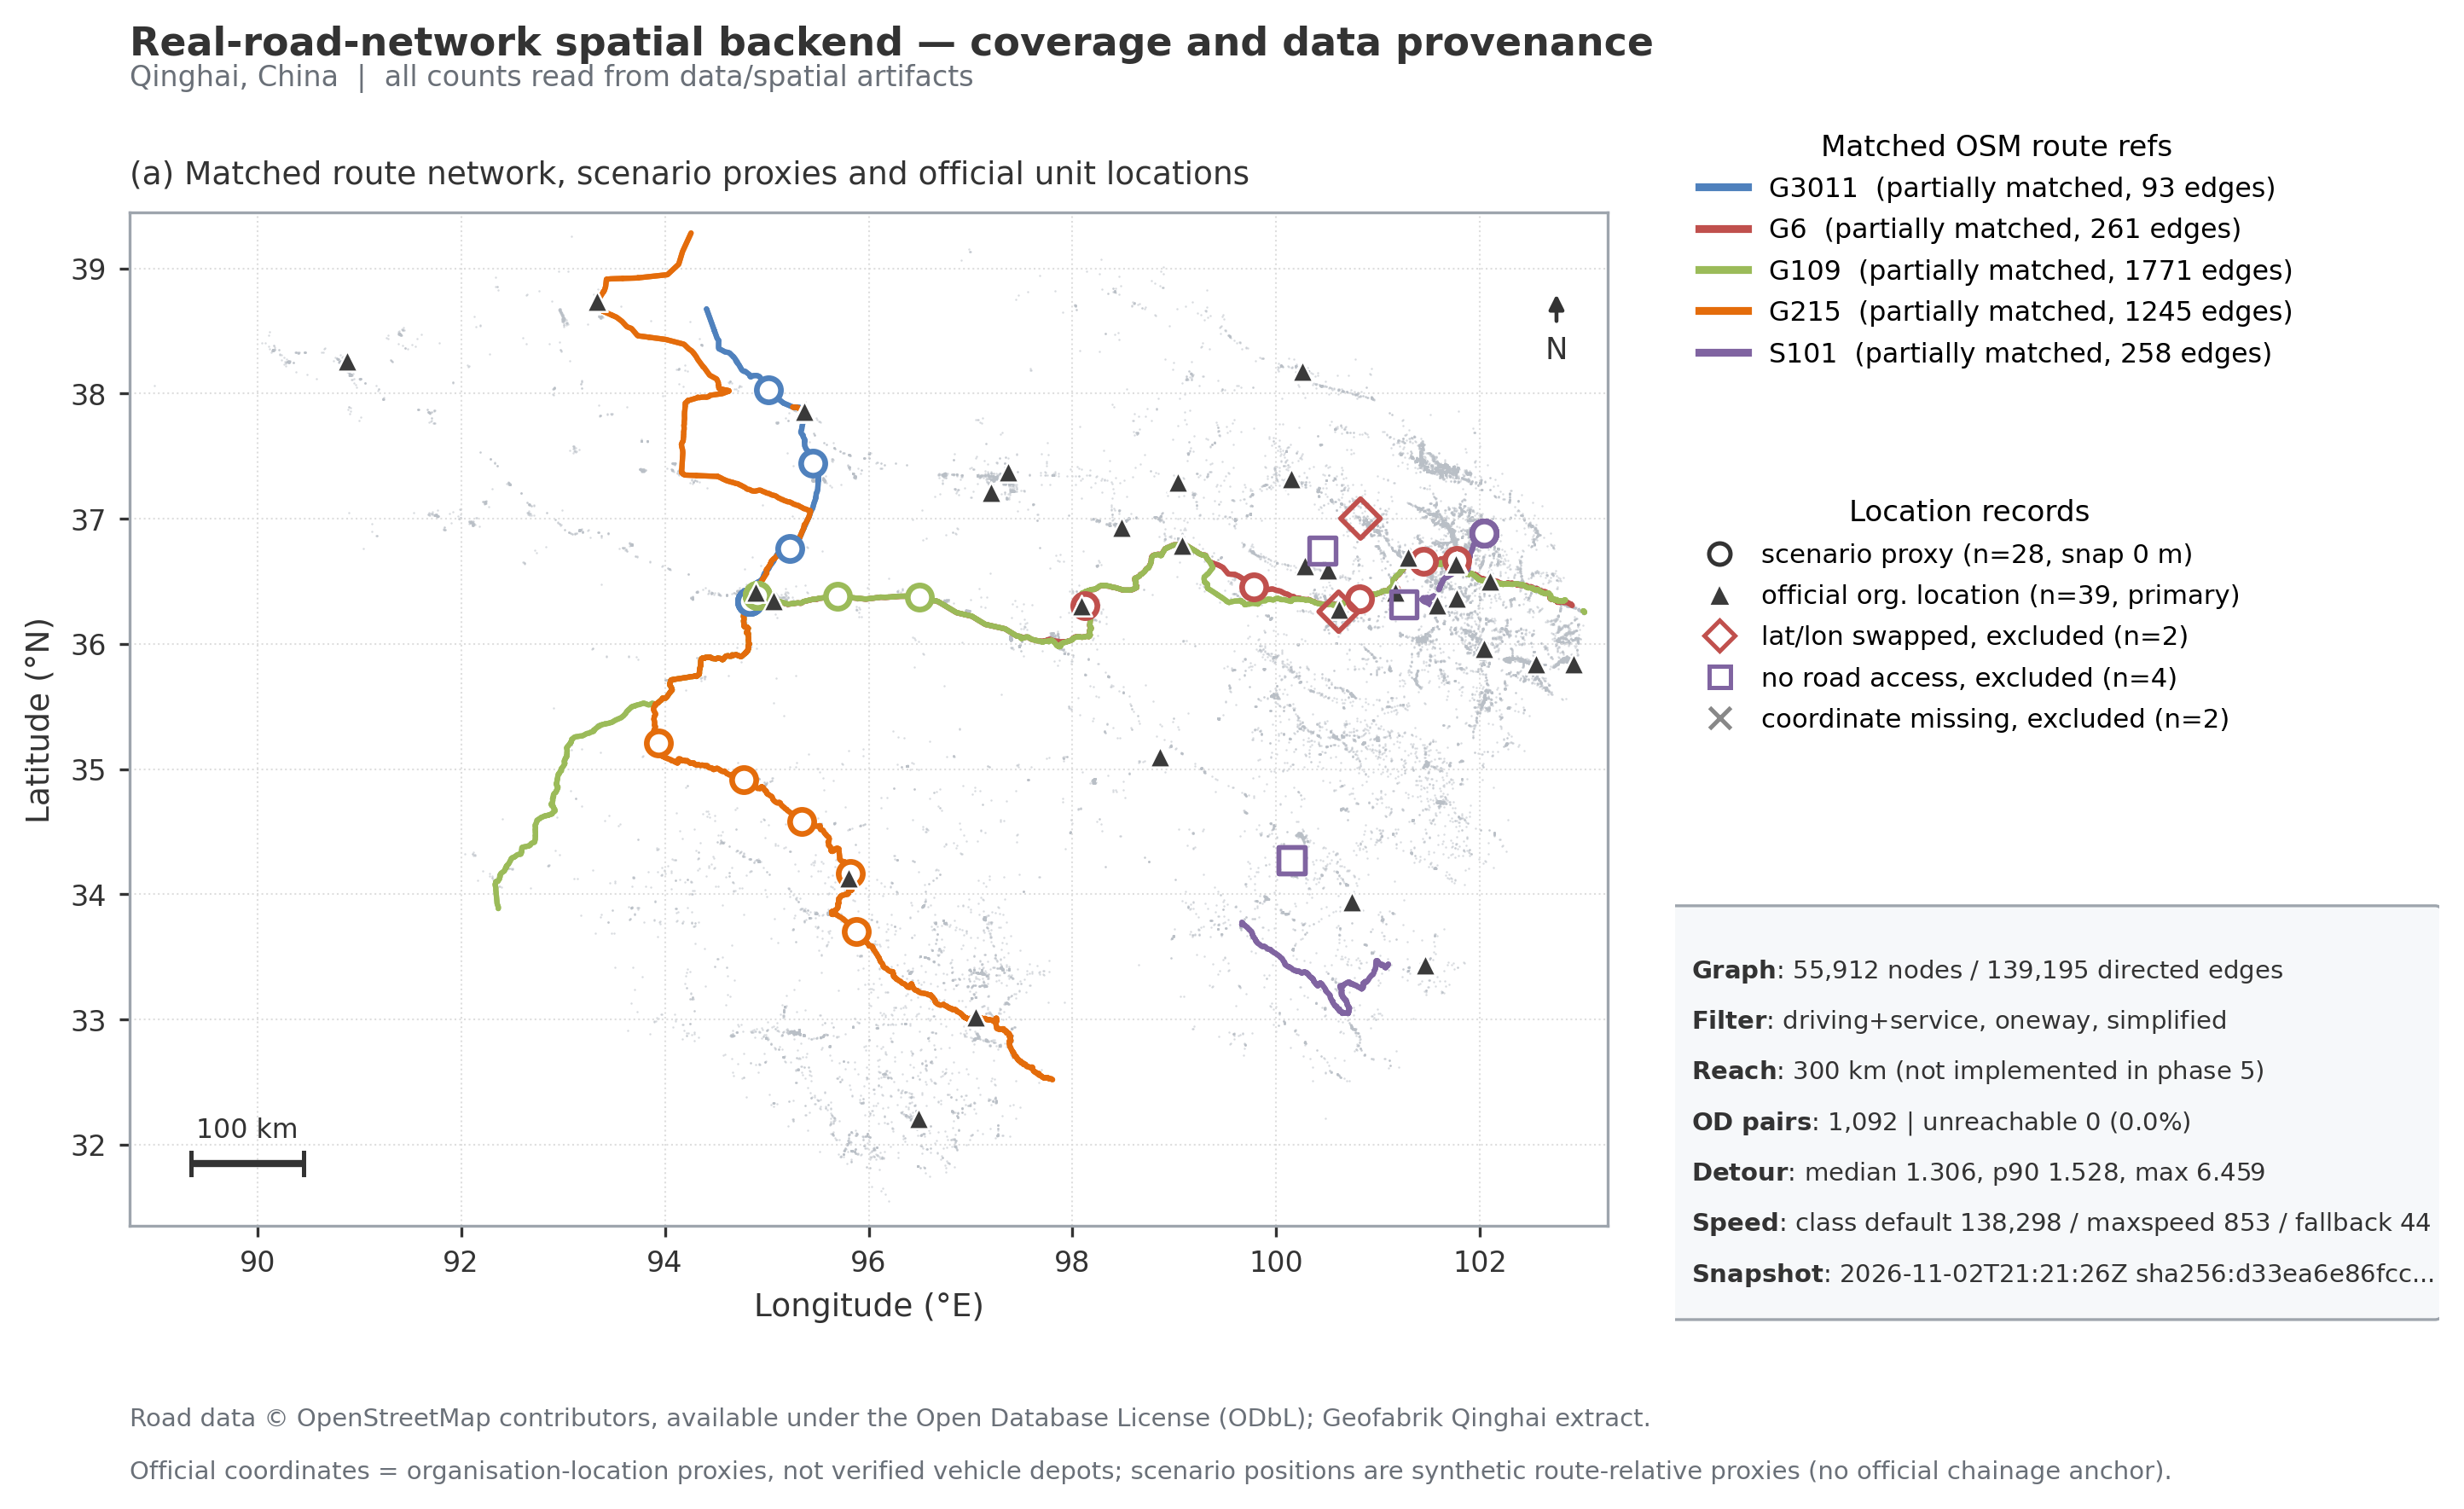 Real-road-network spatial backend — coverage and data provenance
Qinghai, China | all counts read from data/spatial artifacts
(a) Matched route network, scenario proxies and official unit locations
Matched OSM route refs
G3011 (partially matched, 93 edges)
G6 (partially matched, 261 edges)
G109 (partially matched, 1771 edges)
G215 (partially matched, 1245 edges)
S101 (partially matched, 258 edges)
Location records
scenario proxy (n=28, snap 0 m)
official org. location (n=39, primary)
lat/lon swapped, excluded (n=2)
no road access, excluded (n=4)
coordinate missing, excluded (n=2)
N
39
38
37
36
35
34
33
32
Latitude (°N)
100 km
90
92
94
96
98
100
102
Longitude (°E)
Graph: 55,912 nodes / 139,195 directed edges
Filter: driving+service, oneway, simplified
Reach: 300 km (not implemented in phase 5)
OD pairs: 1,092 | unreachable 0 (0.0%)
Detour: median 1.306, p90 1.528, max 6.459
Speed: class default 138,298 / maxspeed 853 / fallback 44
Snapshot: 2026-11-02T21:21:26Z sha256:d33ea6e86fcc...
Road data © OpenStreetMap contributors, available under the Open Database License (ODbL); Geofabrik Qinghai extract.
Official coordinates = organisation-location proxies, not verified vehicle depots; scenario positions are synthetic route-relative proxies (no official chainage anchor).